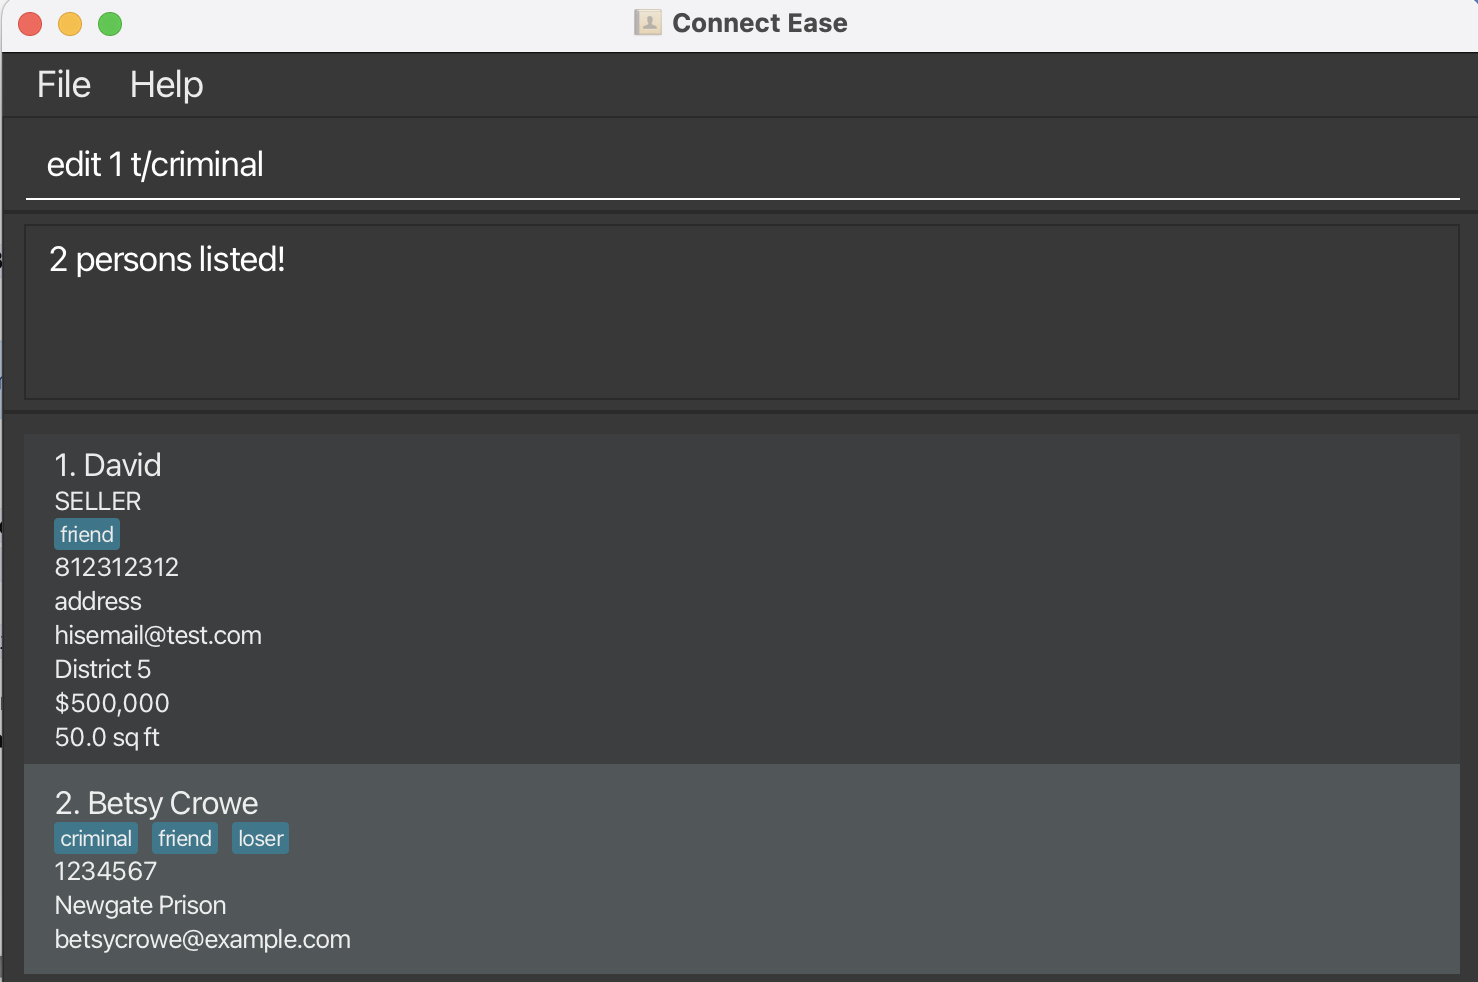 Connect Ease
File Help
edit 1 t/criminal
2 persons listed!
1. David
SELLER
friend
812312312
address
hisemail@test.com
District 5
$500,000
50.0 sq ft
2. Betsy Crowe
criminal friend loser
1234567
Newgate Prison
betsycrowe@example.com